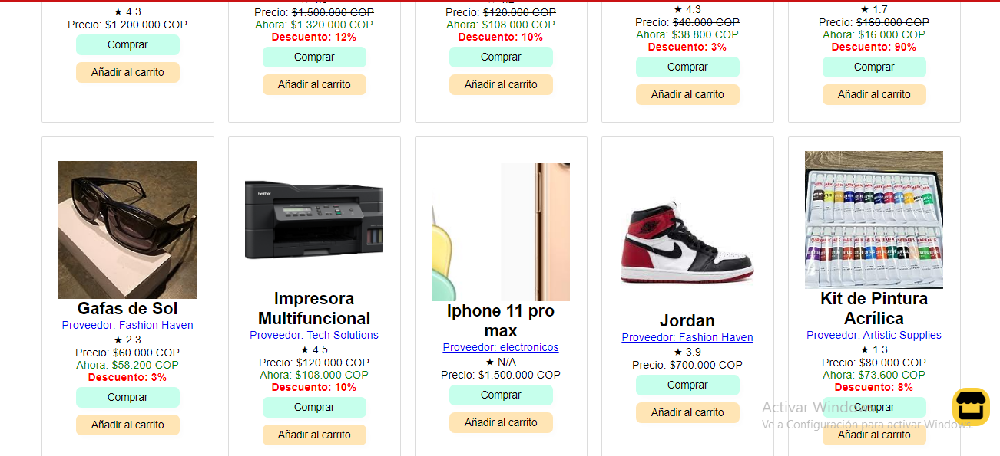 ★ 4.3
Precio: $1.200.000 COP
Comprar
Añadir al carrito
Precio: $1.500.000 COP
Ahora: $1.320.000 COP
Descuento: 12%
Comprar
Añadir al carrito
Precio: $120.000 COP
Ahora: $108.000 COP
Descuento: 10%
Comprar
Añadir al carrito
★ 4.3
Precio: $40.000 COP
Ahora: $38.800 COP
Descuento: 3%
Comprar
Añadir al carrito
★ 1.7
Precio: $160.000 COP
Ahora: $16.000 COP
Descuento: 90%
Comprar
Añadir al carrito
Gafas de Sol
Proveedor: Fashion Haven
★ 2.3
Precio: $60.000 COP
Ahora: $58.200 COP
Descuento: 3%
Comprar
Añadir al carrito
brother
Impresora
Multifuncional
Proveedor: Tech Solutions
★ 4.5
Precio: $120.000 COP
Ahora: $108.000 COP
Descuento: 10%
Comprar
Añadir al carrito
iphone 11 pro
max
Proveedor: electronicos
★ N/A
Precio: $1.500.000 COP
Comprar
Añadir al carrito
Jordan
Proveedor: Fashion Haven
★ 3.9
Precio: $700.000 COP
Comprar
Añadir al carrito
Kit de Pintura
Acrílica
Proveedor: Artistic Supplies
★ 1.3
Precio: $80.000 COP
Ahora: $73.600 COP
Descuento: 8%
Comprar
Añadir al carrito
Activar Windows
Ve a Configuración para activar Windows.